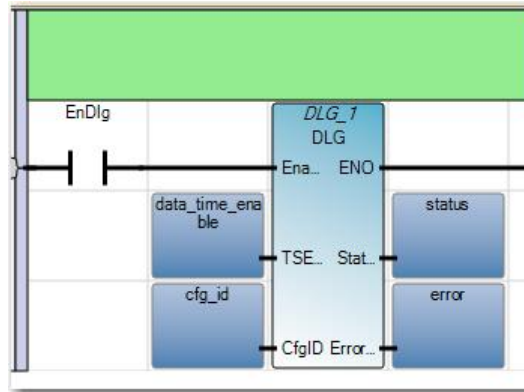 EnDlg
DLG_1
DLG
Ena... ENO
data_time_ena
ble
status
TSE... Stat...
cfg_id
error
CfgID Error...